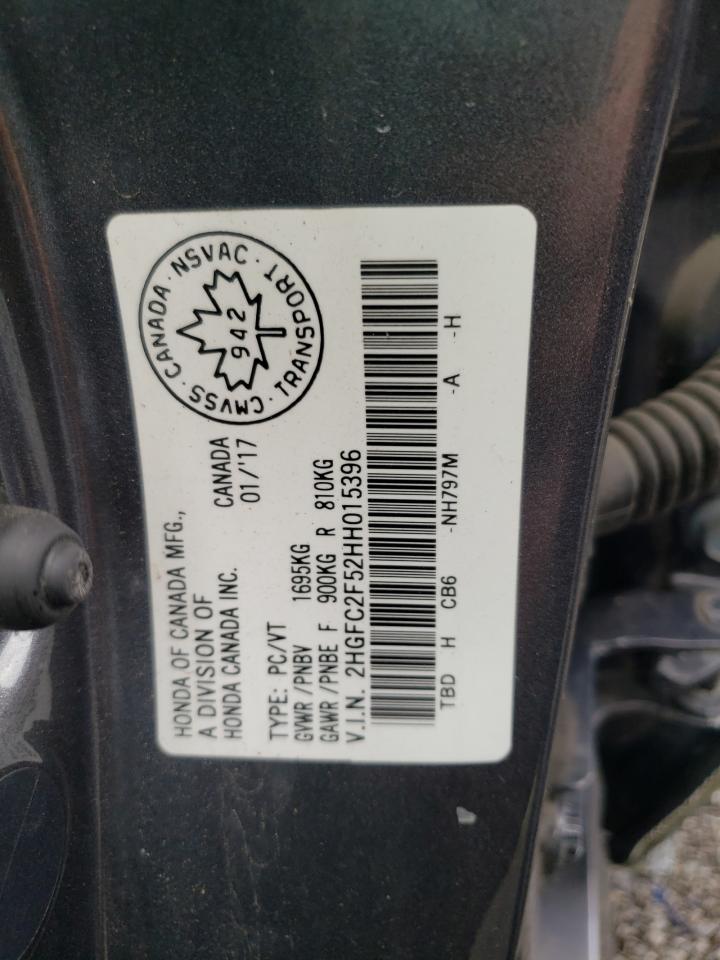 HONDA OF CANADA MFG.,
A DIVISION OF
HONDA CANADA INC.
CANADA
01/'17
CMVSS · CANADA · NSVAC · TRANSPORT ·
942
TYPE: PC/VT
GVWR /PNBV 1695KG
GAWR /PNBE F 900KG R 810KG
V.I.N. 2HGFC2F52HH015396
TBD H CB6 -NH797M -A -H